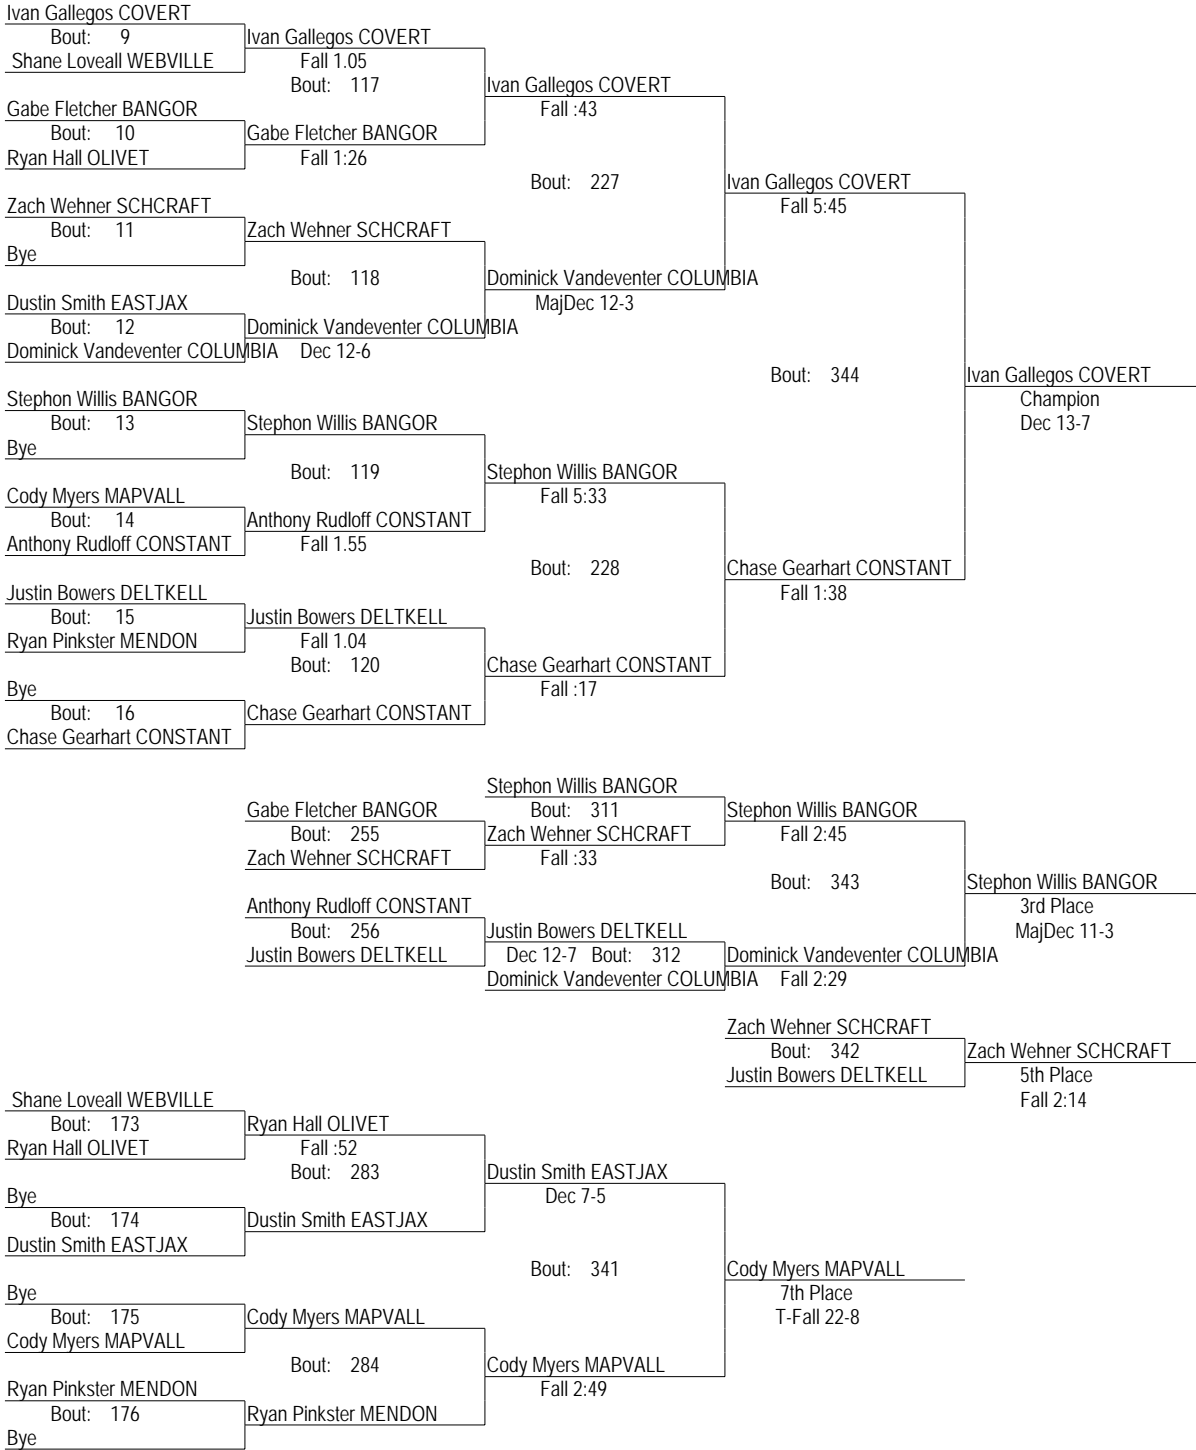 Ivan Gallegos COVERT
Bout: 9
Ivan Gallegos COVERT
Shane Loveall WEBVILLE
Fall 1.05
Bout: 117
Ivan Gallegos COVERT
Gabe Fletcher BANGOR
Fall :43
Bout: 10
Gabe Fletcher BANGOR
Ryan Hall OLIVET
Fall 1:26
Bout: 227
Ivan Gallegos COVERT
Zach Wehner SCHCRAFT
Fall 5:45
Bout: 11
Zach Wehner SCHCRAFT
Bye
Bout: 118
Dominick Vandeventer COLUMBIA
Dustin Smith EASTJAX
MajDec 12-3
Bout: 12
Dominick Vandeventer COLUMBIA
Dominick Vandeventer COLUMBIA
Dec 12-6
Bout: 344
Ivan Gallegos COVERT
Stephon Willis BANGOR
Champion
Bout: 13
Stephon Willis BANGOR
Dec 13-7
Bye
Bout: 119
Stephon Willis BANGOR
Cody Myers MAPVALL
Fall 5:33
Bout: 14
Anthony Rudloff CONSTANT
Anthony Rudloff CONSTANT
Fall 1.55
Bout: 228
Chase Gearhart CONSTANT
Justin Bowers DELTKELL
Fall 1:38
Bout: 15
Justin Bowers DELTKELL
Ryan Pinkster MENDON
Fall 1.04
Bout: 120
Chase Gearhart CONSTANT
Bye
Fall :17
Bout: 16
Chase Gearhart CONSTANT
Chase Gearhart CONSTANT
Stephon Willis BANGOR
Gabe Fletcher BANGOR
Bout: 311
Stephon Willis BANGOR
Bout: 255
Zach Wehner SCHCRAFT
Fall 2:45
Zach Wehner SCHCRAFT
Fall :33
Bout: 343
Stephon Willis BANGOR
Anthony Rudloff CONSTANT
3rd Place
Bout: 256
Justin Bowers DELTKELL
MajDec 11-3
Justin Bowers DELTKELL
Dec 12-7 Bout: 312
Dominick Vandeventer COLUMBIA
Dominick Vandeventer COLUMBIA
Fall 2:29
Zach Wehner SCHCRAFT
Bout: 342
Zach Wehner SCHCRAFT
Justin Bowers DELTKELL
5th Place
Fall 2:14
Shane Loveall WEBVILLE
Bout: 173
Ryan Hall OLIVET
Ryan Hall OLIVET
Fall :52
Bout: 283
Dustin Smith EASTJAX
Bye
Dec 7-5
Bout: 174
Dustin Smith EASTJAX
Dustin Smith EASTJAX
Bout: 341
Cody Myers MAPVALL
Bye
7th Place
Bout: 175
Cody Myers MAPVALL
T-Fall 22-8
Cody Myers MAPVALL
Bout: 284
Cody Myers MAPVALL
Ryan Pinkster MENDON
Fall 2:49
Bout: 176
Ryan Pinkster MENDON
Bye